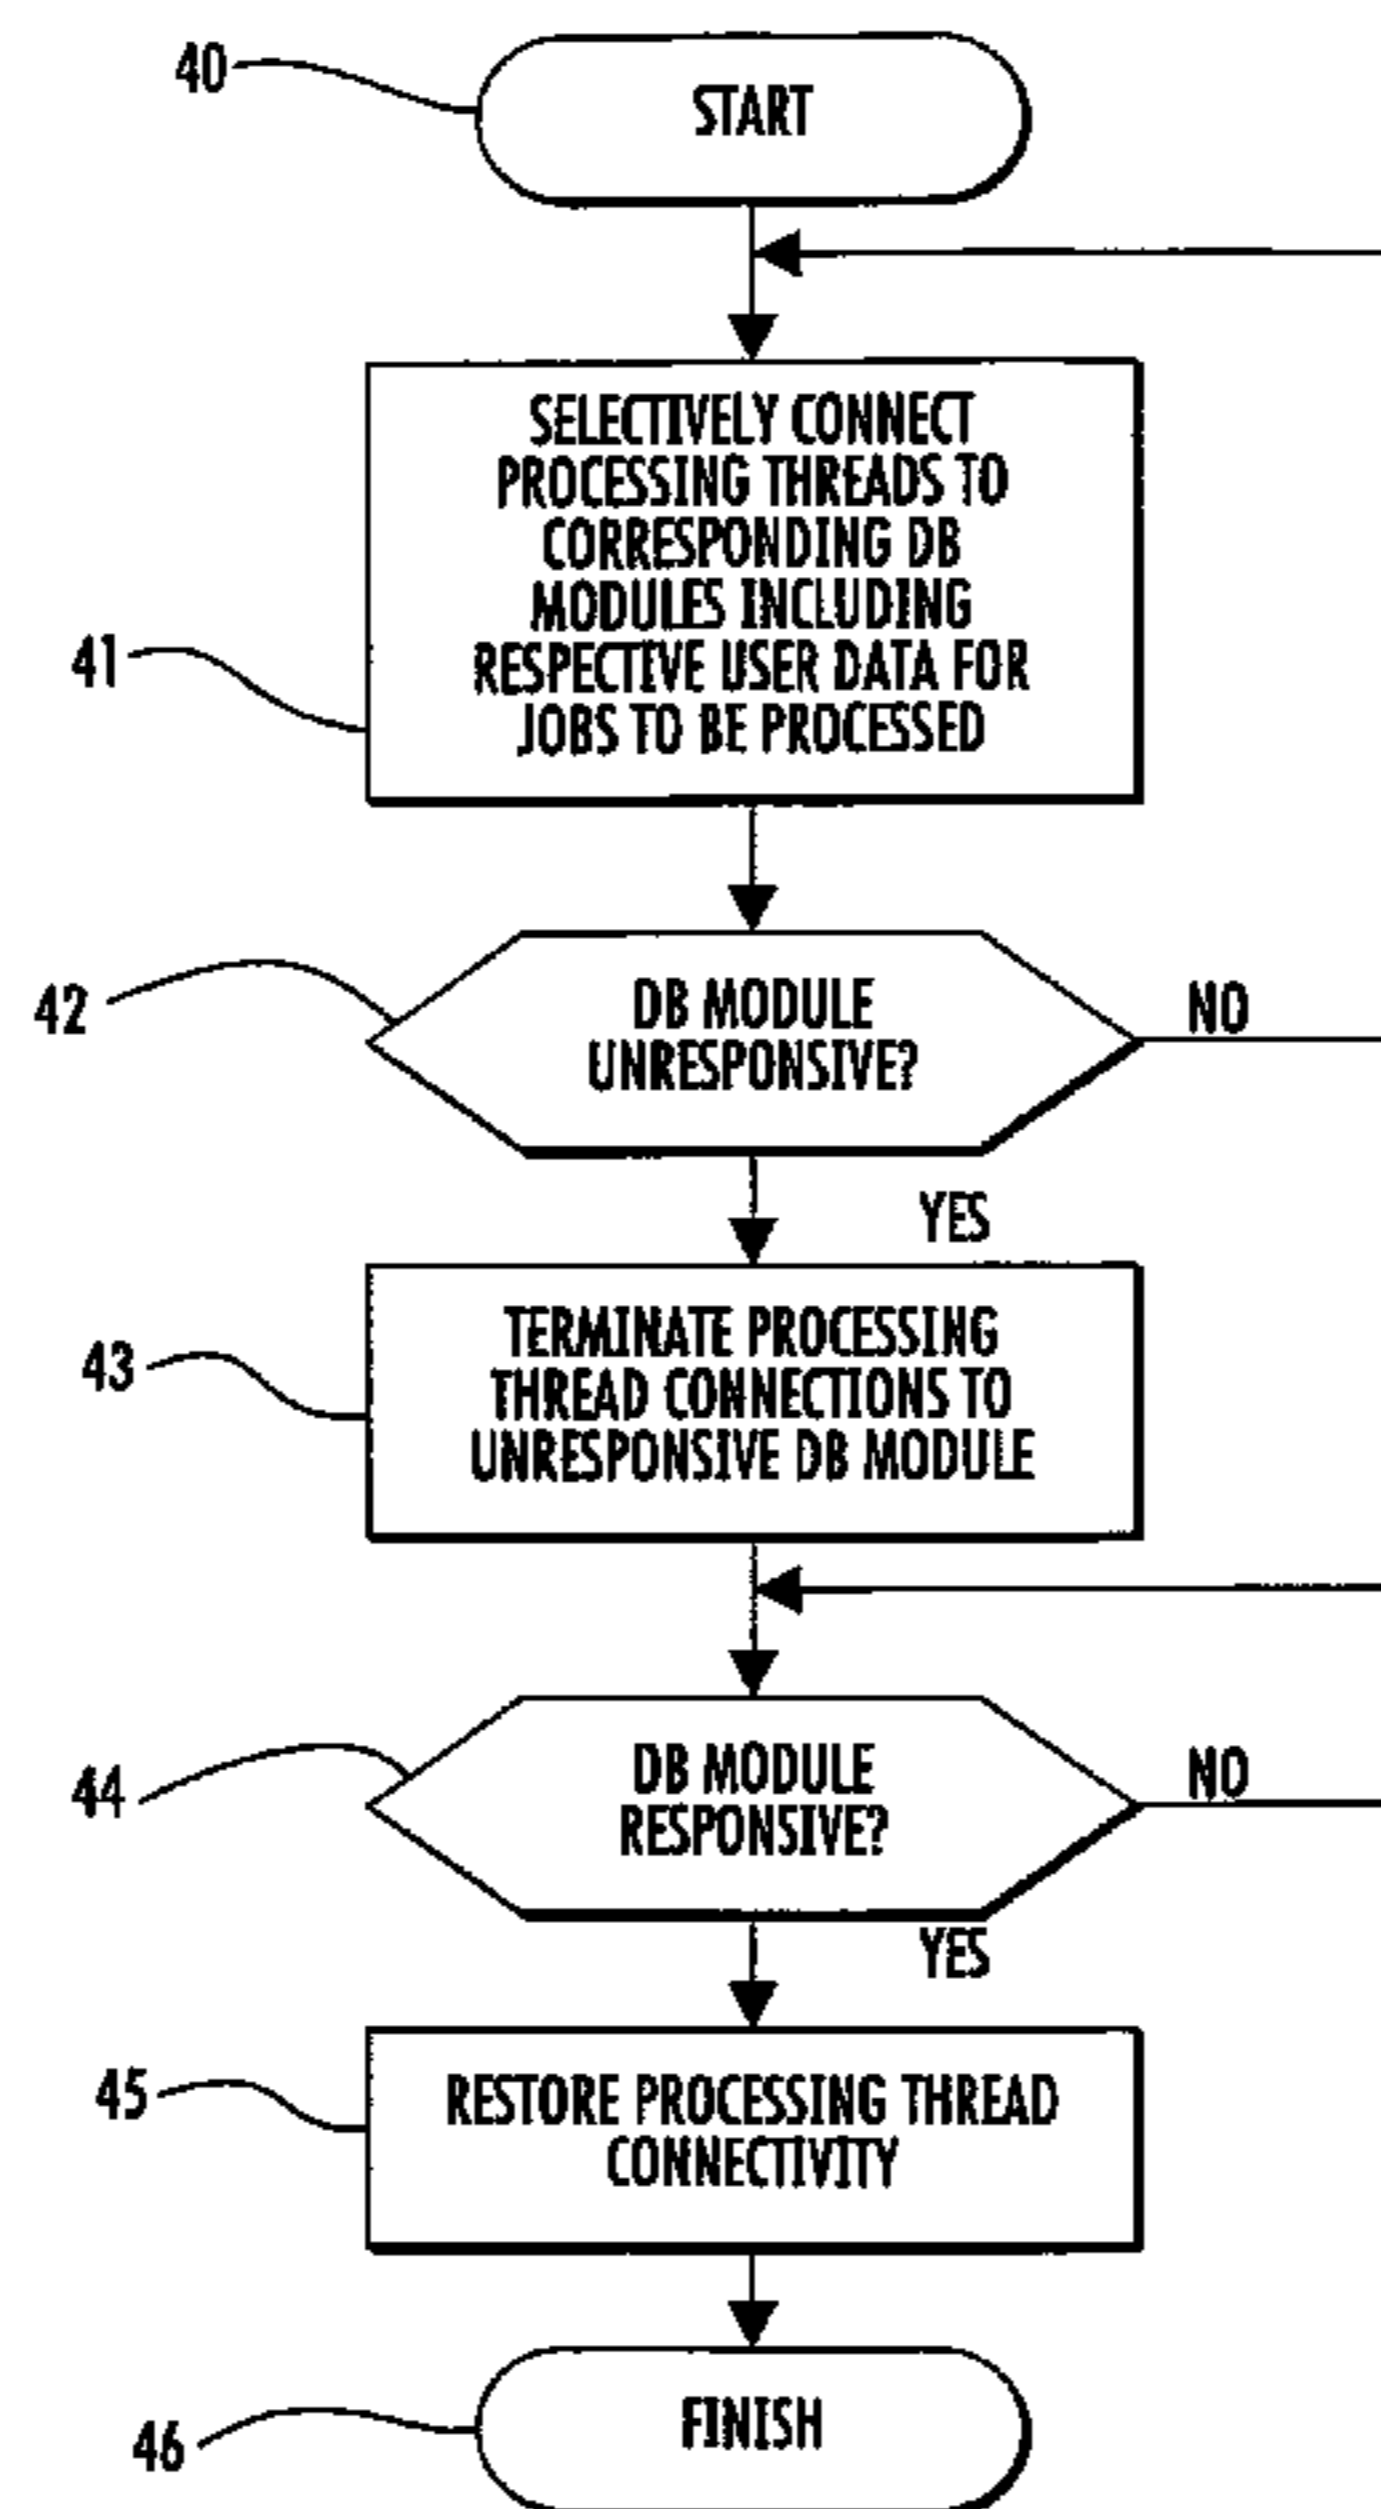 40
START
SELECTIVELY CONNECT
PROCESSING THREADS TO
CORRESPONDING DB
MODULES INCLUDING
RESPECTIVE USER DATA FOR
JOBS TO BE PROCESSED
41
42
DB MODULE
UNRESPONSIVE?
NO
YES
43
TERMINATE PROCESSING
THREAD CONNECTIONS TO
UNRESPONSIVE DB MODULE
44
DB MODULE
RESPONSIVE?
NO
YES
45
RESTORE PROCESSING THREAD
CONNECTIVITY
46
FINISH